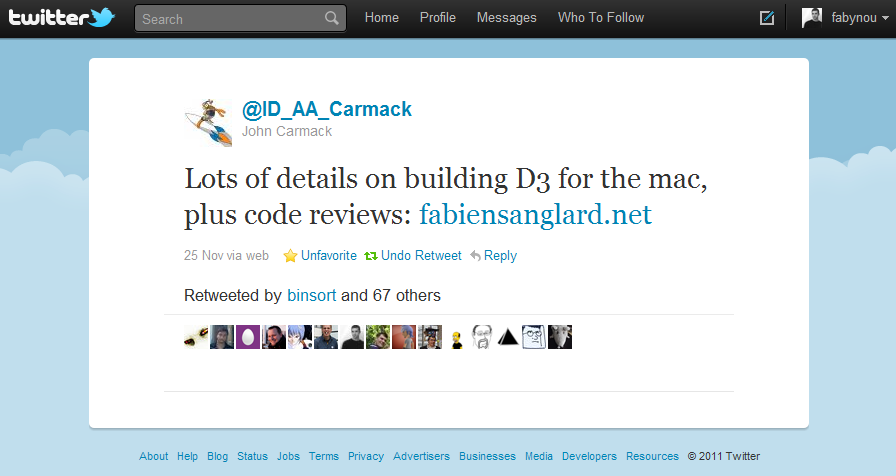 twitter Search Home Profile Messages Who To Follow fabynou
@ID_AA_Carmack
John Carmack
Lots of details on building D3 for the mac,
plus code reviews: fabiensanglard.net
25 Nov via web Unfavorite Undo Retweet Reply
Retweeted by binsort and 67 others
About Help Blog Status Jobs Terms Privacy Advertisers Businesses Media Developers Resources © 2011 Twitter